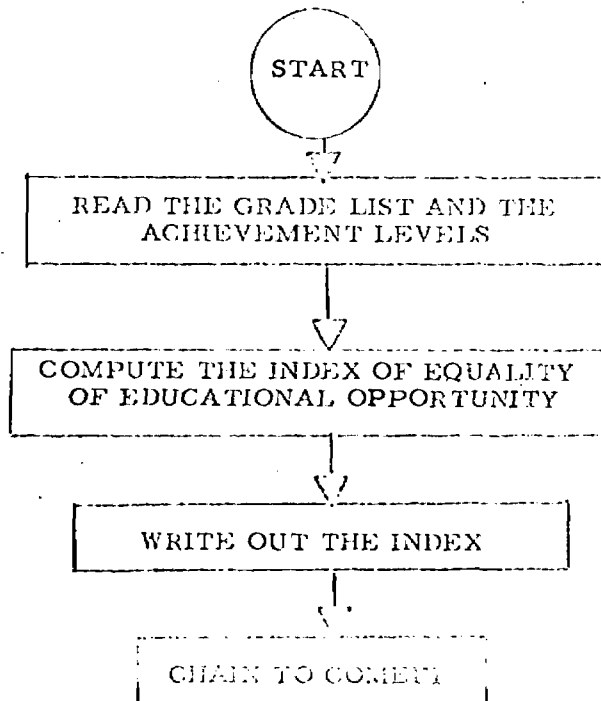 START
READ THE GRADE LIST AND THE
ACHIEVEMENT LEVELS
COMPUTE THE INDEX OF EQUALITY
OF EDUCATIONAL OPPORTUNITY
WRITE OUT THE INDEX
CHAIN TO